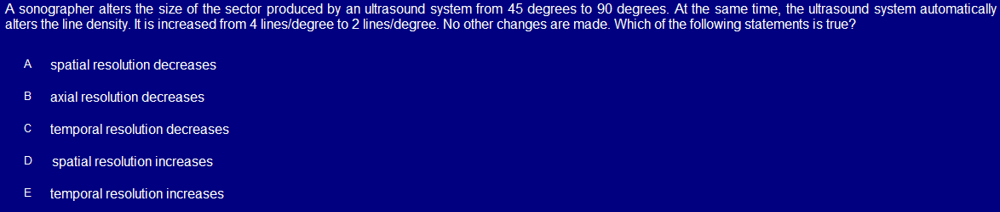 A sonographer alters the size of the sector produced by an ultrasound system from 45 degrees to 90 degrees. At the same time, the ultrasound system automatically
alters the line density. It is increased from 4 lines/degree to 2 lines/degree. No other changes are made. Which of the following statements is true?
A spatial resolution decreases
B axial resolution decreases
C temporal resolution decreases
D spatial resolution increases
E temporal resolution increases